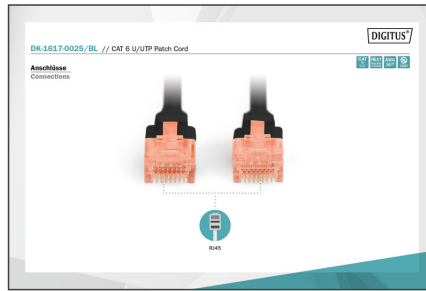 DIGITUS®
DK-1617-0025/BL // CAT 6 U/UTP Patch Cord
Anschlüsse
Connections
RJ45